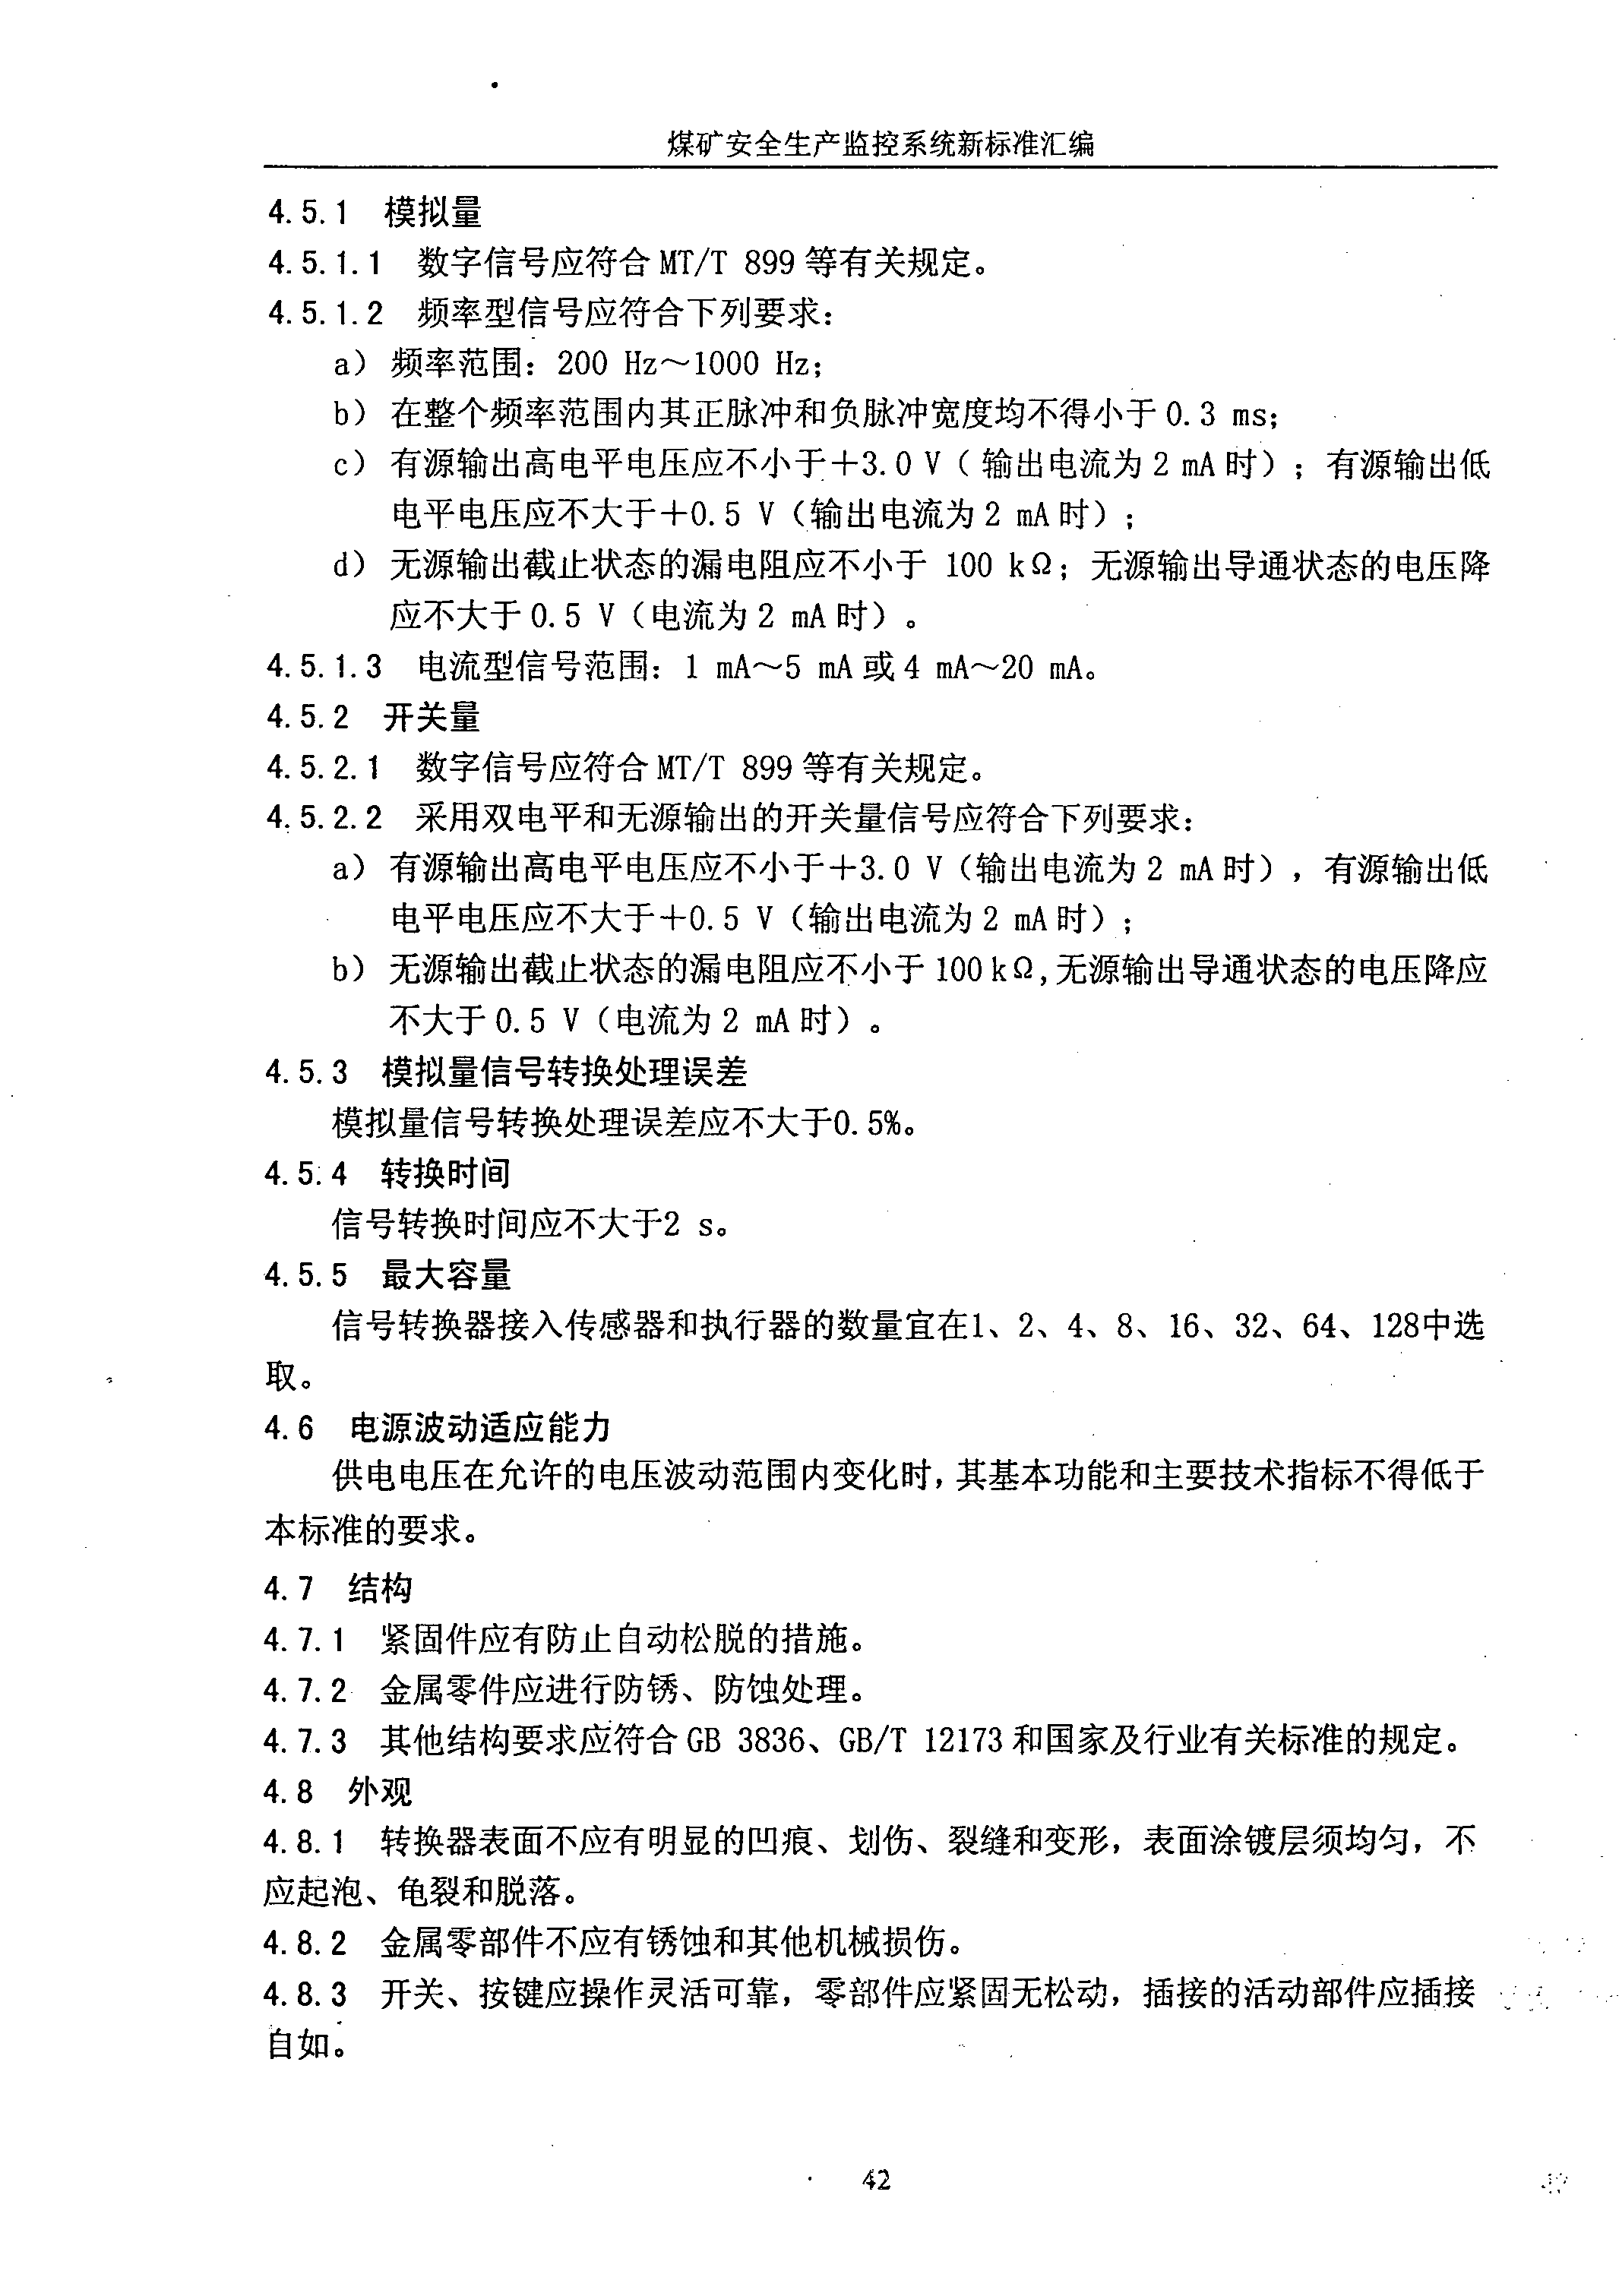 煤矿安全生产监控系统新标准汇编
4.5.1 模拟量
4.5.1.1 数字信号应符合 MT/T 899 等有关规定。
4.5.1.2 频率型信号应符合下列要求：
a）频率范围：200 Hz～1000 Hz；
b）在整个频率范围内其正脉冲和负脉冲宽度均不得小于 0.3 ms；
c）有源输出高电平电压应不小于＋3.0 V（ 输出电流为 2 mA 时）；有源输出低
电平电压应不大于＋0.5 V（输出电流为 2 mA 时）；
d）无源输出截止状态的漏电阻应不小于 100 kΩ；无源输出导通状态的电压降
应不大于 0.5 V（电流为 2 mA 时）。
4.5.1.3 电流型信号范围：1 mA～5 mA 或 4 mA～20 mA。
4.5.2 开关量
4.5.2.1 数字信号应符合 MT/T 899 等有关规定。
4.5.2.2 采用双电平和无源输出的开关量信号应符合下列要求：
a）有源输出高电平电压应不小于＋3.0 V（输出电流为 2 mA 时），有源输出低
电平电压应不大于＋0.5 V（输出电流为 2 mA 时）；
b）无源输出截止状态的漏电阻应不小于 100 kΩ,无源输出导通状态的电压降应
不大于 0.5 V（电流为 2 mA 时）。
4.5.3 模拟量信号转换处理误差
模拟量信号转换处理误差应不大于0.5%。
4.5.4 转换时间
信号转换时间应不大于2 s。
4.5.5 最大容量
信号转换器接入传感器和执行器的数量宜在1、2、4、8、16、32、64、128中选
取。
4.6 电源波动适应能力
供电电压在允许的电压波动范围内变化时，其基本功能和主要技术指标不得低于
本标准的要求。
4.7 结构
4.7.1 紧固件应有防止自动松脱的措施。
4.7.2 金属零件应进行防锈、防蚀处理。
4.7.3 其他结构要求应符合 GB 3836、GB/T 12173 和国家及行业有关标准的规定。
4.8 外观
4.8.1 转换器表面不应有明显的凹痕、划伤、裂缝和变形，表面涂镀层须均匀，不
应起泡、龟裂和脱落。
4.8.2 金属零部件不应有锈蚀和其他机械损伤。
4.8.3 开关、按键应操作灵活可靠，零部件应紧固无松动，插接的活动部件应插接
自如。
42